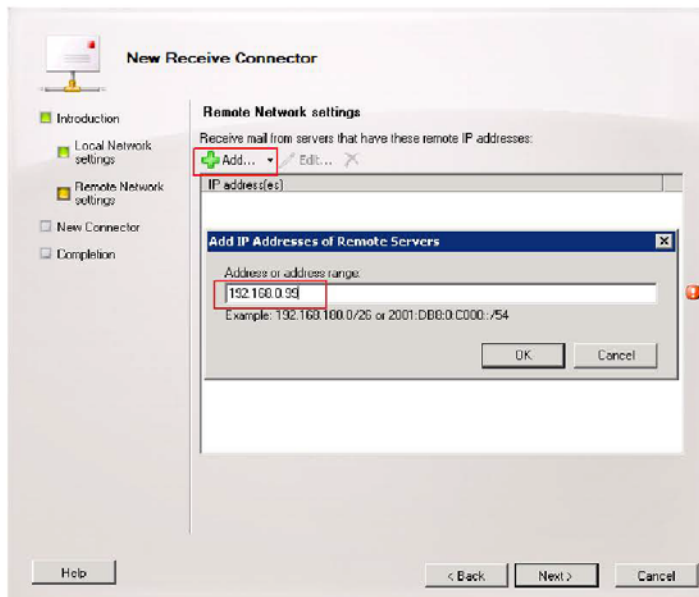 New Receive Connector
Introduction
Local Network
settings
Remote Network
settings
New Connector
Completion
Remote Network settings
Receive mail from servers that have these remote IP addresses:
Add...
Edit...
IP address(es)
Add IP Addresses of Remote Servers
Address or address range:
192.168.0.99
Example: 192.168.180.0/26 or 2001:DB8:0:C000::/54
OK
Cancel
Help
< Back
Next >
Cancel